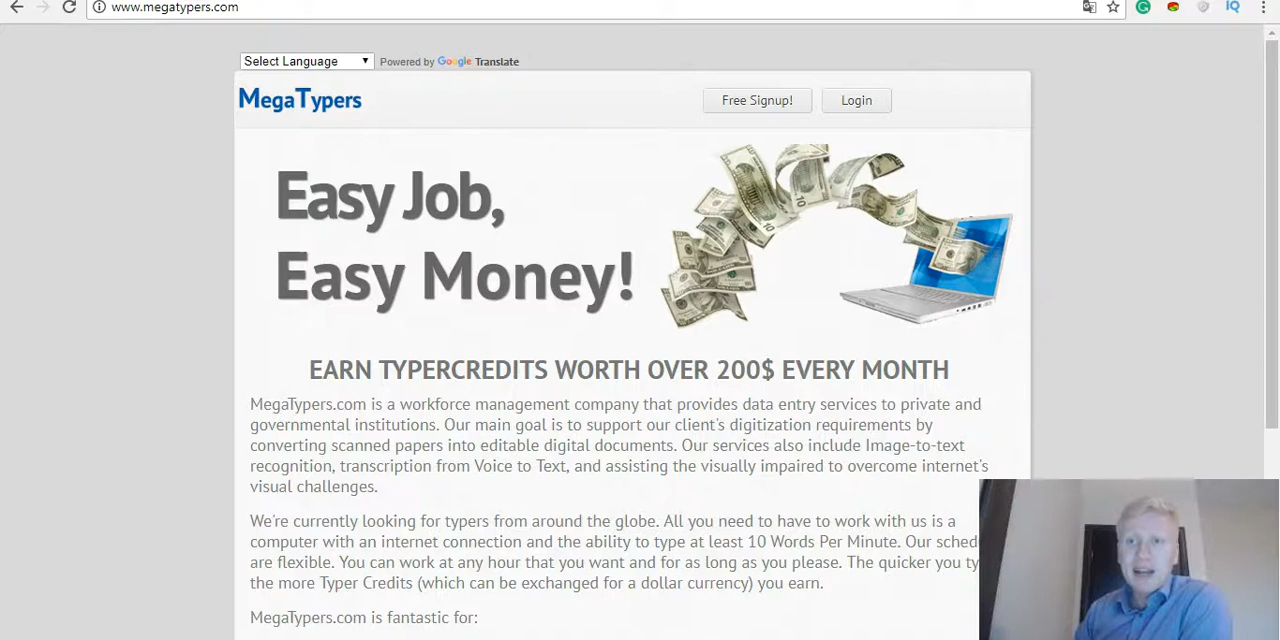 www.megatypers.com
Select Language
Powered by Google Translate
MegaTypers
Free Signup!
Login
Easy Job,
Easy Money!
EARN TYPERCREDITS WORTH OVER 200$ EVERY MONTH
MegaTypers.com is a workforce management company that provides data entry services to private and
governmental institutions. Our main goal is to support our client's digitization requirements by
converting scanned papers into editable digital documents. Our services also include Image-to-text
recognition, transcription from Voice to Text, and assisting the visually impaired to overcome internet's
visual challenges.
We're currently looking for typers from around the globe. All you need to have to work with us is a
computer with an internet connection and the ability to type at least 10 Words Per Minute. Our sched
are flexible. You can work at any hour that you want and for as long as you please. The quicker you ty
the more Typer Credits (which can be exchanged for a dollar currency) you earn.
MegaTypers.com is fantastic for: